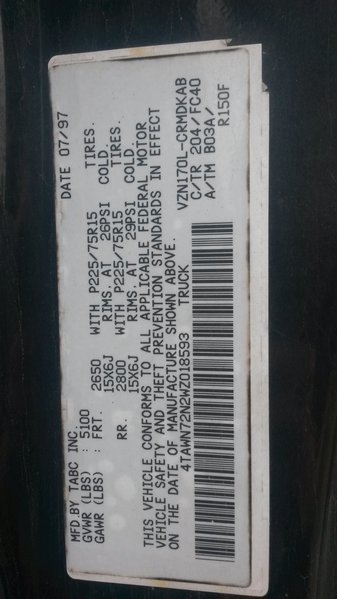 MFD.BY TABC INC. DATE 07/97
GVWR (LBS) : 5100
GAWR (LBS) : FRT. 2650 WITH P225/75R15 TIRES.
15X6J RIMS. AT 26PSI COLD.
RR. 2800 WITH P225/75R15 TIRES.
15X6J RIMS. AT 29PSI COLD
THIS VEHICLE CONFORMS TO ALL APPLICABLE FEDERAL MOTOR
VEHICLE SAFETY AND THEFT PREVENTION STANDARDS IN EFFECT
ON THE DATE OF MANUFACTURE SHOWN ABOVE.
4TAWN72N2WZ018593 TRUCK
VZN170L-CRMDKAB
C/TR 204/FC40
A/TM B03A/
R150F